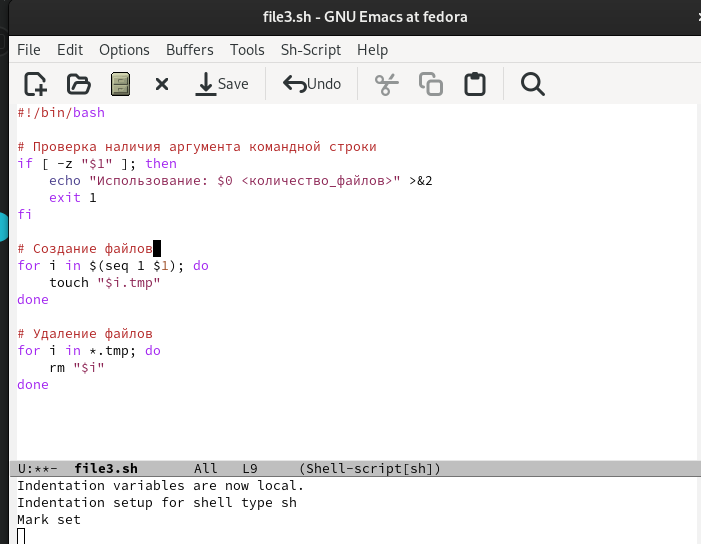 file3.sh - GNU Emacs at fedora
File Edit Options Buffers Tools Sh-Script Help
Save Undo
#!/bin/bash
# Проверка наличия аргумента командной строки
if [ -z "$1" ]; then
    echo "Использование: $0 <количество_файлов>" >&2
    exit 1
fi
# Создание файлов
for i in $(seq 1 $1); do
    touch "$i.tmp"
done
# Удаление файлов
for i in *.tmp; do
    rm "$i"
done
U:**-  file3.sh       All   L9     (Shell-script[sh])
Indentation variables are now local.
Indentation setup for shell type sh
Mark set